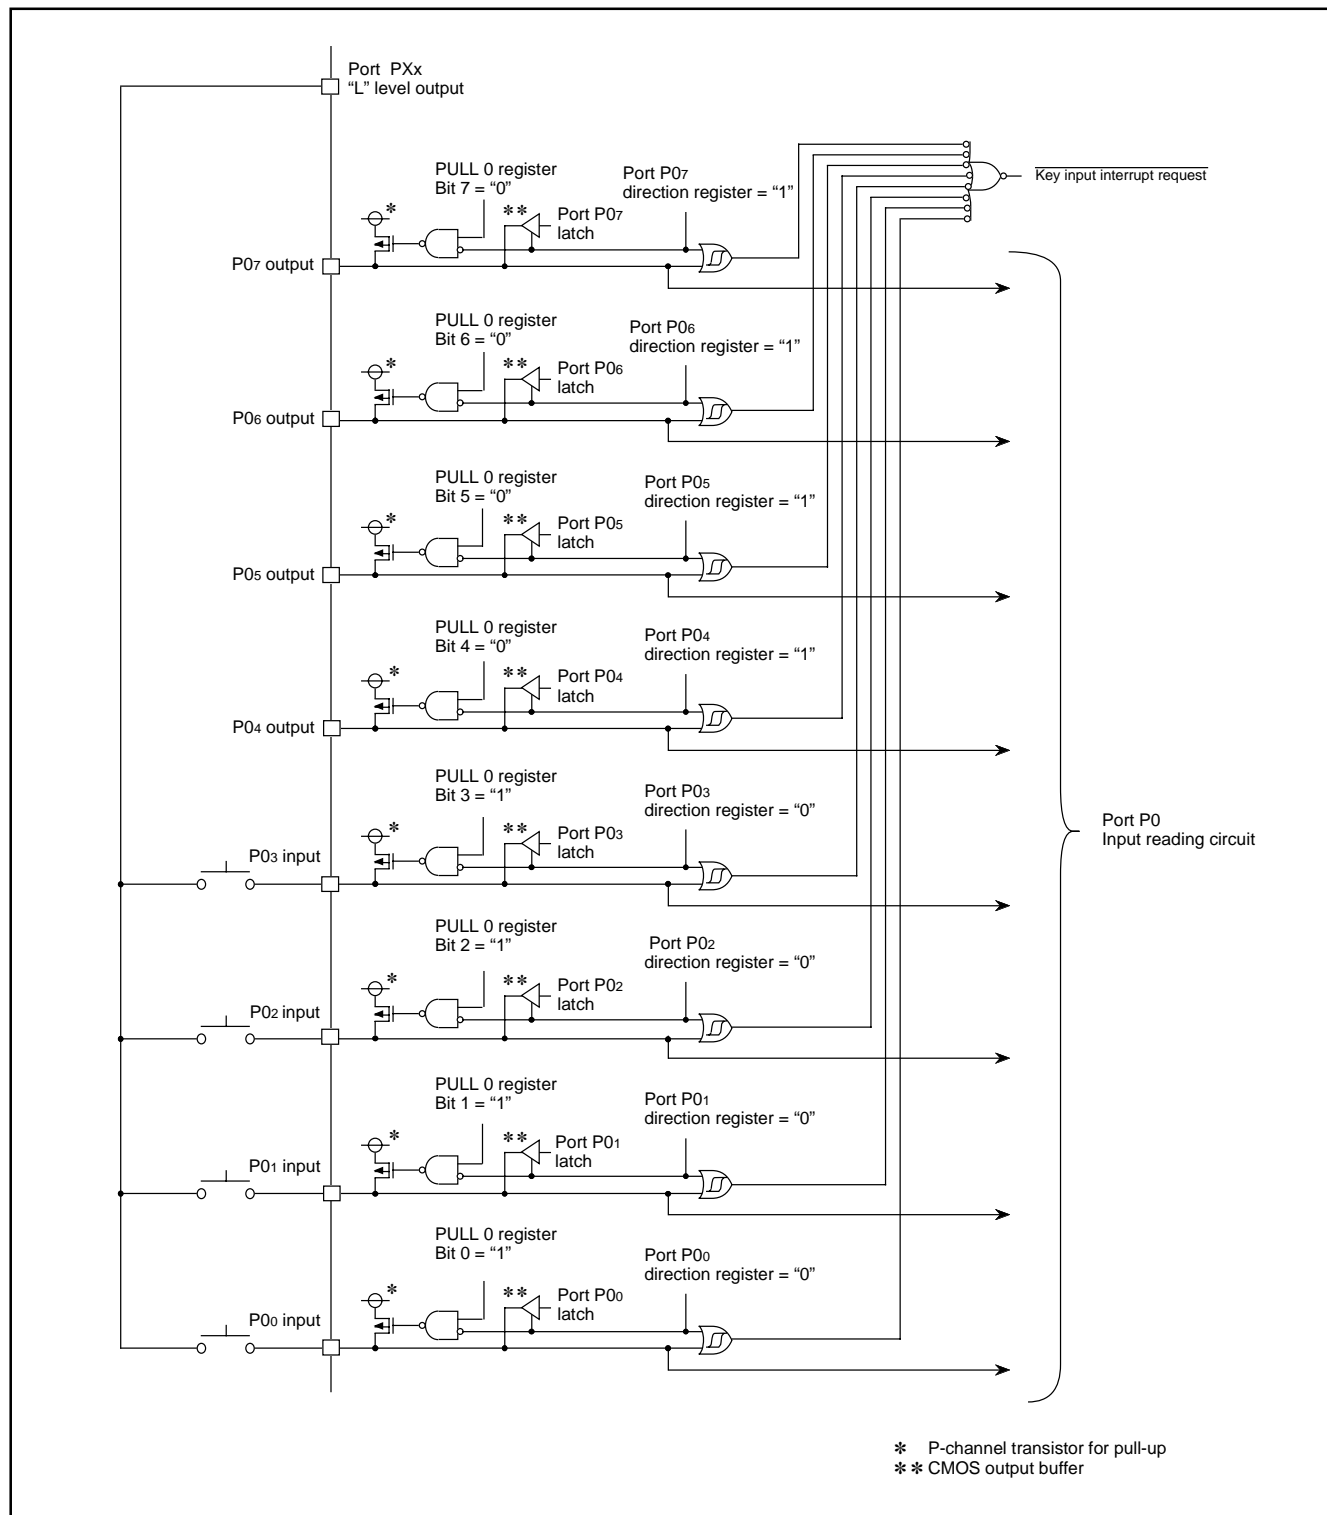 Port PXx
“L” level output
PULL 0 register
Bit 7 = “0”
Port P07
direction register = “1”
Key input interrupt request
*
**
Port P07
latch
P07 output
PULL 0 register
Bit 6 = “0”
Port P06
direction register = “1”
*
**
Port P06
latch
P06 output
PULL 0 register
Bit 5 = “0”
Port P05
direction register = “1”
*
**
Port P05
latch
P05 output
PULL 0 register
Bit 4 = “0”
Port P04
direction register = “1”
*
**
Port P04
latch
P04 output
PULL 0 register
Bit 3 = “1”
Port P03
direction register = “0”
*
**
Port P03
latch
P03 input
Port P0
Input reading circuit
PULL 0 register
Bit 2 = “1”
Port P02
direction register = “0”
*
**
Port P02
latch
P02 input
PULL 0 register
Bit 1 = “1”
Port P01
direction register = “0”
*
**
Port P01
latch
P01 input
PULL 0 register
Bit 0 = “1”
Port P00
direction register = “0”
*
**
Port P00
latch
P00 input
* P-channel transistor for pull-up
** CMOS output buffer